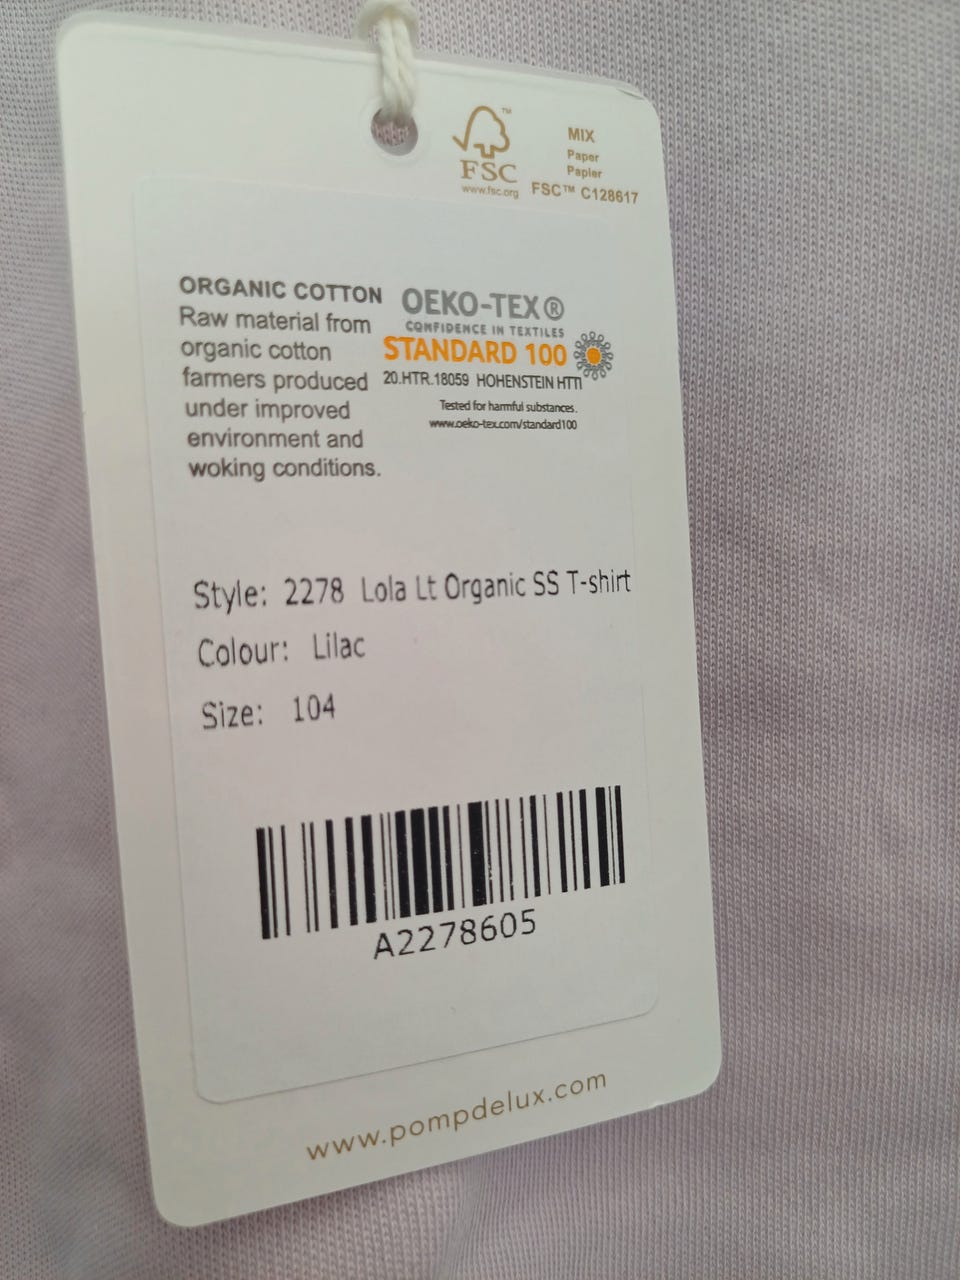 FSC™
www.fsc.org
MIX
Paper
Papier
FSC™ C128617
ORGANIC COTTON
Raw material from
organic cotton
farmers produced
under improved
environment and
woking conditions.
OEKO-TEX®
CONFIDENCE IN TEXTILES
STANDARD 100
20.HTR.18059 HOHENSTEIN HTTI
Tested for harmful substances.
www.oeko-tex.com/standard100
Style: 2278 Lola Lt Organic SS T-shirt
Colour: Lilac
Size: 104
A2278605
www.pompdelux.com